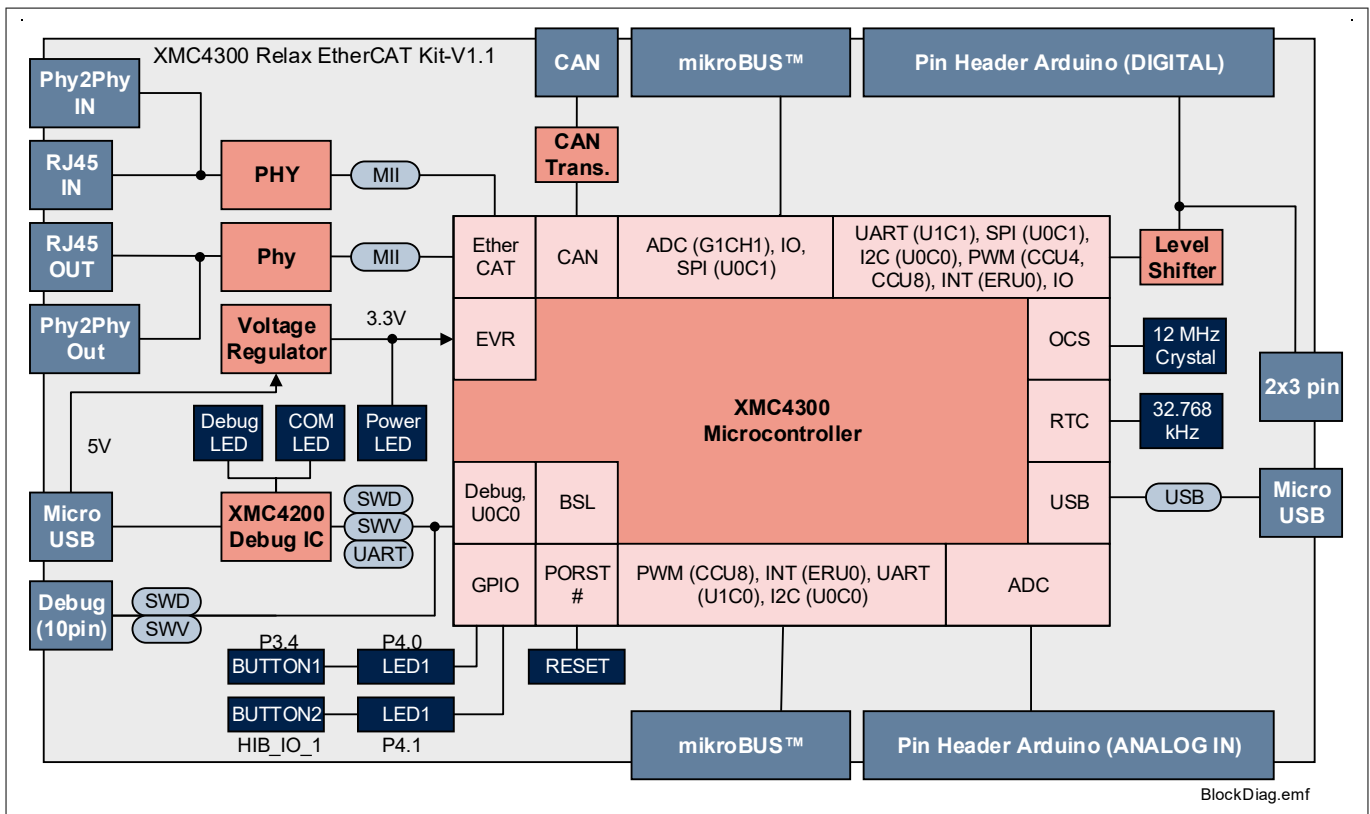 XMC4300 Relax EtherCAT Kit-V1.1
CAN
mikroBUS™
Pin Header Arduino (DIGITAL)
Phy2Phy
IN
RJ45
IN
PHY
MII
CAN
Trans.
RJ45
OUT
Phy
MII
Ether
CAT
CAN
ADC (G1CH1), IO,
SPI (U0C1)
UART (U1C1), SPI (U0C1),
I2C (U0C0), PWM (CCU4,
CCU8), INT (ERU0), IO
Level
Shifter
Phy2Phy
Out
Voltage
Regulator
3.3V
EVR
OCS
12 MHz
Crystal
2x3 pin
5V
Debug
LED
COM
LED
Power
LED
XMC4300
Microcontroller
RTC
32.768
kHz
Micro
USB
XMC4200
Debug IC
SWD
SWV
UART
Debug,
U0C0
BSL
USB
USB
Micro
USB
Debug
(10pin)
SWD
SWV
GPIO
PORST
#
PWM (CCU8), INT (ERU0), UART
(U1C0), I2C (U0C0)
ADC
P3.4
P4.0
BUTTON1
LED1
RESET
BUTTON2
LED1
HIB_IO_1
P4.1
mikroBUS™
Pin Header Arduino (ANALOG IN)
BlockDiag.emf